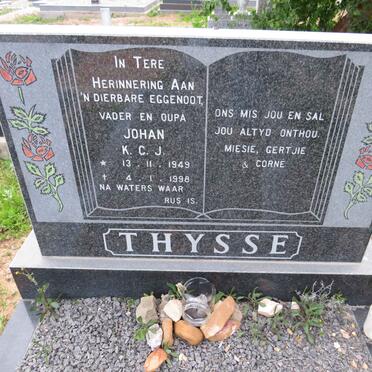 In Tere
Herinnering Aan
'n dierbare eggenoot,
vader en oupa
Johan
K. C. J.
* 13 . 11 . 1949
† 4 . 1 . 1998
Na waters waar
rus is.
Ons mis jou en sal
jou altyd onthou.
Miesie, Gertjie
& Corne
THYSSE